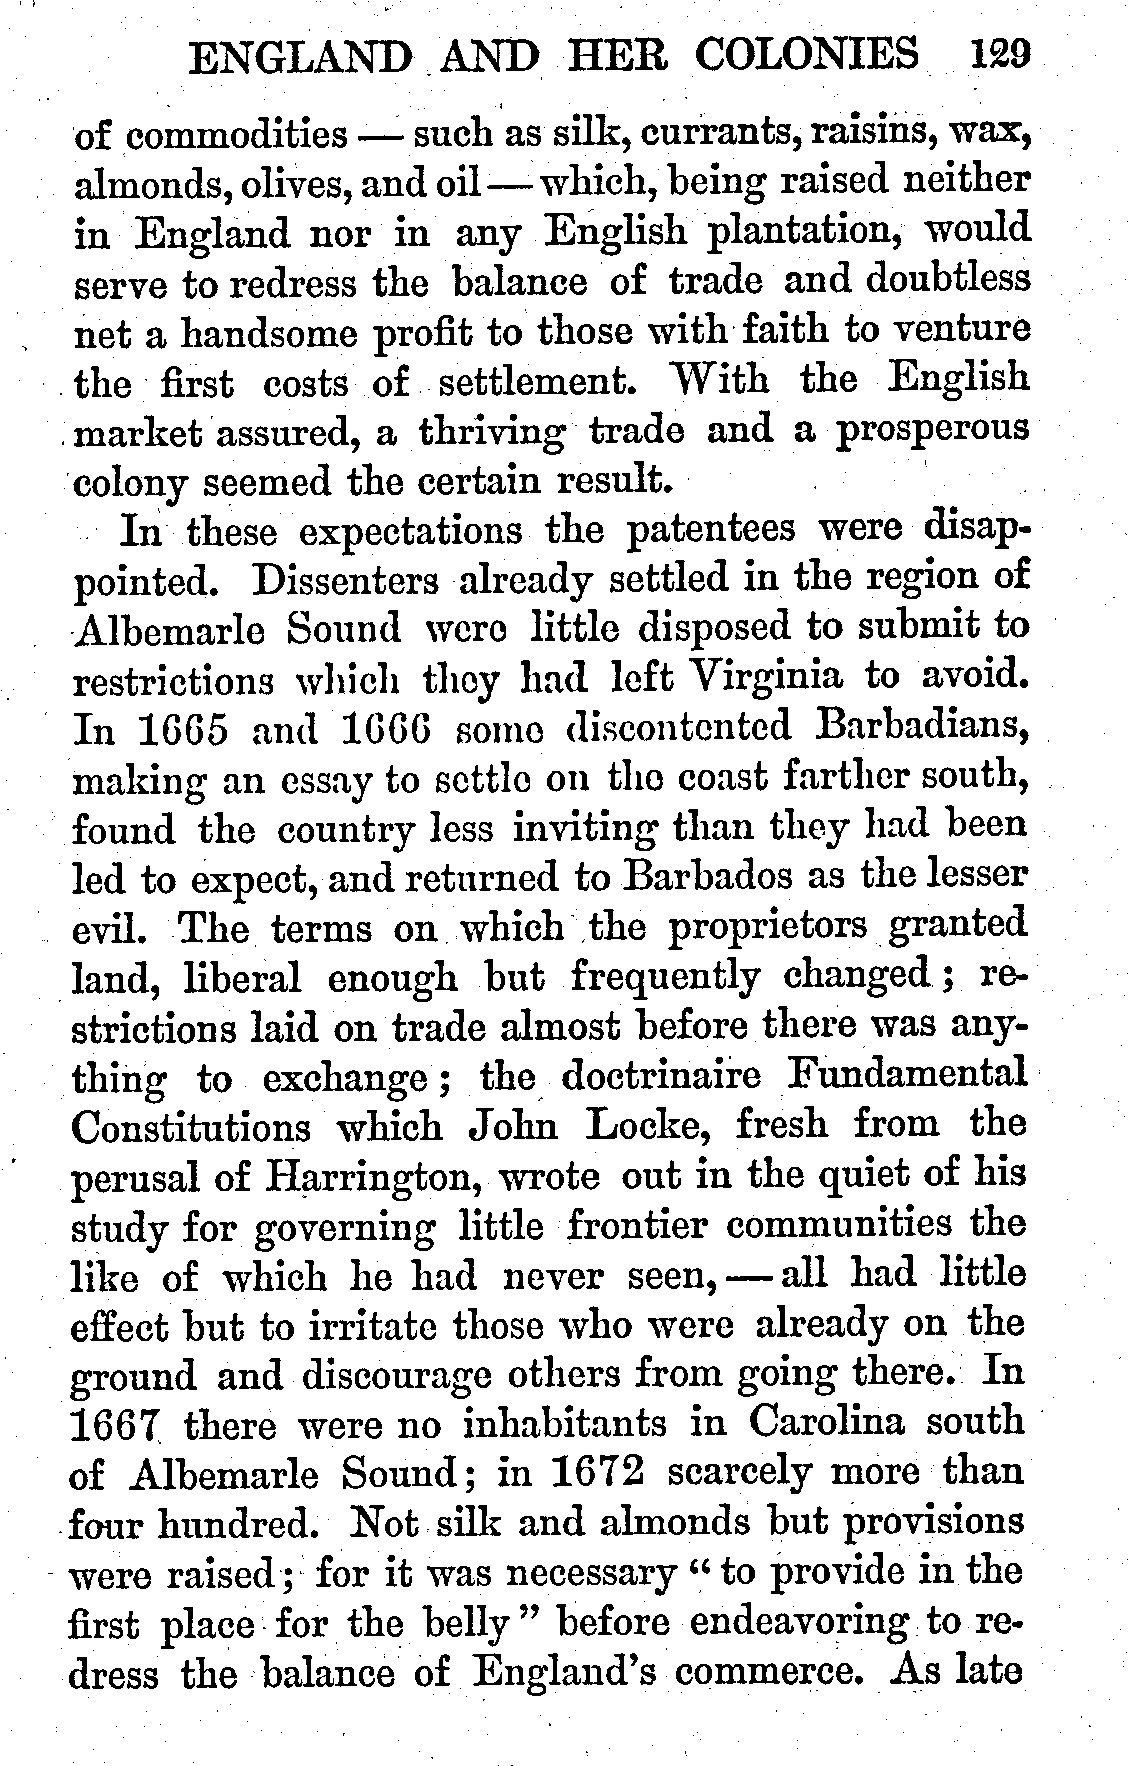 ENGLAND AND HER COLONIES 129
of commodities — such as silk, currants, raisins, wax,
almonds, olives, and oil — which, being raised neither
in England nor in any English plantation, would
serve to redress the balance of trade and doubtless
net a handsome profit to those with faith to venture
the first costs of settlement. With the English
market assured, a thriving trade and a prosperous
colony seemed the certain result.
In these expectations the patentees were disap-
pointed. Dissenters already settled in the region of
Albemarle Sound were little disposed to submit to
restrictions which they had left Virginia to avoid.
In 1665 and 1666 some discontented Barbadians,
making an essay to settle on the coast farther south,
found the country less inviting than they had been
led to expect, and returned to Barbados as the lesser
evil. The terms on which the proprietors granted
land, liberal enough but frequently changed; re-
strictions laid on trade almost before there was any-
thing to exchange; the doctrinaire Fundamental
Constitutions which John Locke, fresh from the
perusal of Harrington, wrote out in the quiet of his
study for governing little frontier communities the
like of which he had never seen, — all had little
effect but to irritate those who were already on the
ground and discourage others from going there. In
1667 there were no inhabitants in Carolina south
of Albemarle Sound; in 1672 scarcely more than
four hundred. Not silk and almonds but provisions
were raised; for it was necessary “to provide in the
first place for the belly” before endeavoring to re-
dress the balance of England's commerce. As late